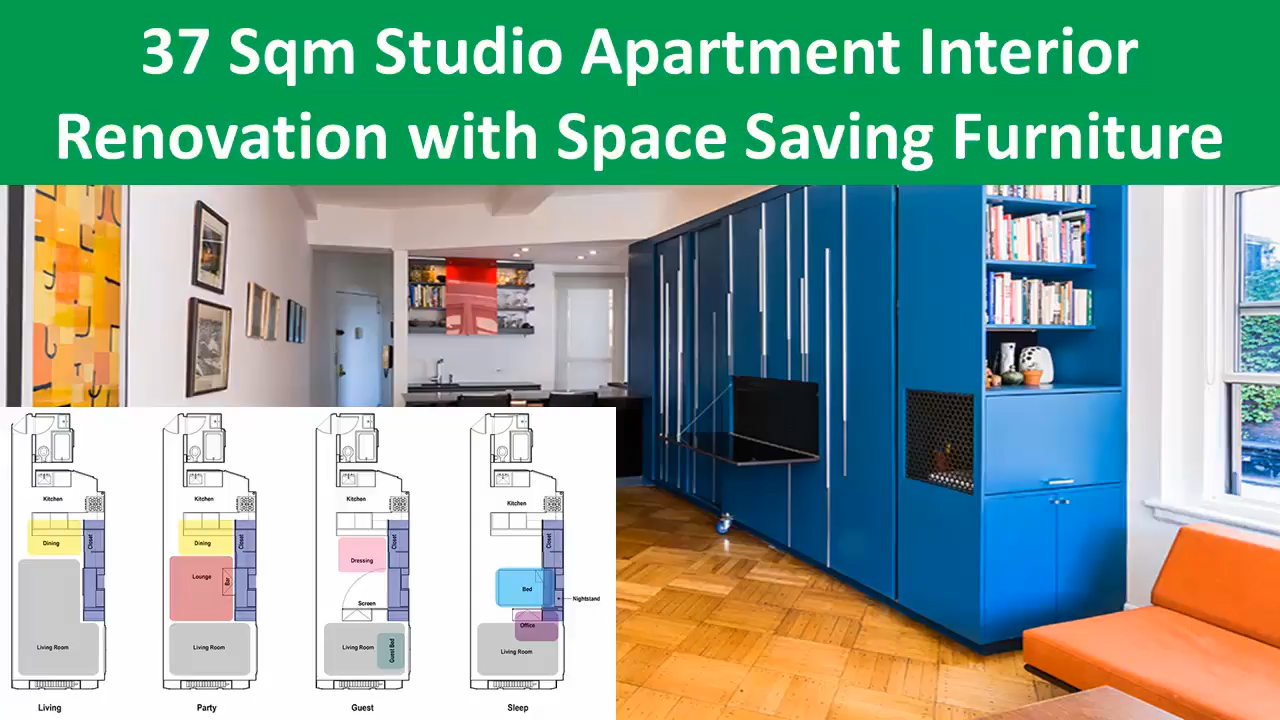 37 Sqm Studio Apartment Interior
Renovation with Space Saving Furniture
Kitchen
Dining
Closet
Living Room
Living
Kitchen
Dining
Closet
Lounge
Bar
Living Room
Party
Kitchen
Closet
Dressing
Screen
Living Room
Guest Bed
Guest
Kitchen
Closet
Bed
Nightstand
Office
Living Room
Sleep